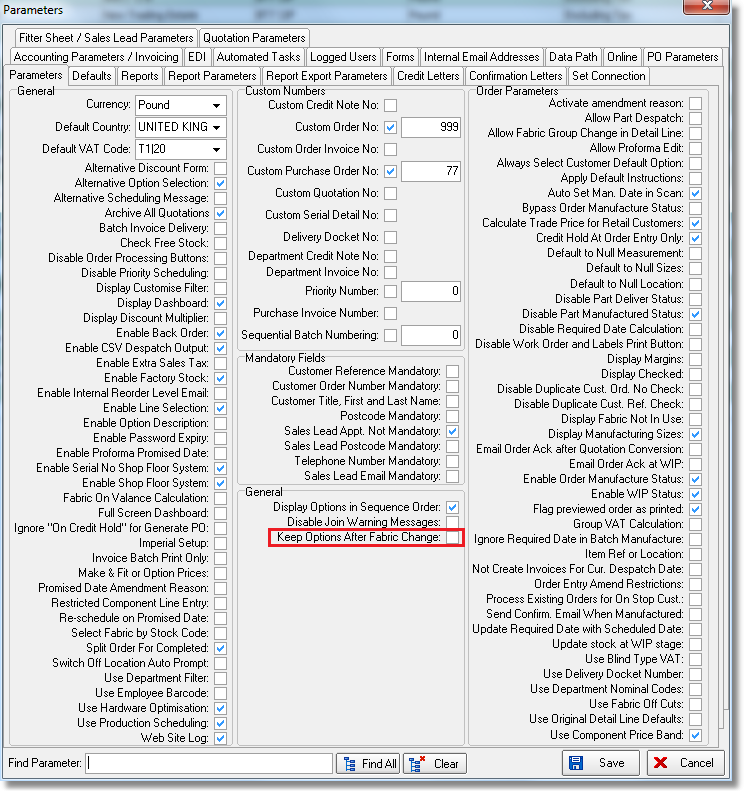 Parameters
Fitter Sheet / Sales Lead Parameters
Quotation Parameters
Accounting Parameters / Invoicing
EDI
Automated Tasks
Logged Users
Forms
Internal Email Addresses
Data Path
Online
PO Parameters
Parameters
Defaults
Reports
Report Parameters
Report Export Parameters
Credit Letters
Confirmation Letters
Set Connection
General
Currency: Pound
Default Country: UNITED KING
Default VAT Code: T1|20
Alternative Discount Form:
Alternative Option Selection:
Alternative Scheduling Message:
Archive All Quotations
Batch Invoice Delivery:
Check Free Stock:
Disable Order Processing Buttons:
Disable Priority Scheduling:
Display Customise Filter:
Display Dashboard:
Display Discount Multiplier:
Enable Back Order:
Enable CSV Despatch Output:
Enable Extra Sales Tax:
Enable Factory Stock:
Enable Internal Reorder Level Email:
Enable Line Selection:
Enable Option Description:
Enable Password Expiry:
Enable Proforma Promised Date:
Enable Serial No Shop Floor System:
Enable Shop Floor System:
Fabric On Valance Calculation:
Full Screen Dashboard:
Ignore "On Credit Hold" for Generate PO:
Imperial Setup:
Invoice Batch Print Only:
Make & Fit or Option Prices:
Promised Date Amendment Reason:
Restricted Component Line Entry:
Re-schedule on Promised Date:
Select Fabric by Stock Code:
Split Order For Completed:
Switch Off Location Auto Prompt:
Use Department Filter:
Use Employee Barcode:
Use Hardware Optimisation:
Use Production Scheduling:
Web Site Log:
Custom Numbers
Custom Credit Note No:
Custom Order No: 999
Custom Order Invoice No:
Custom Purchase Order No: 77
Custom Quotation No:
Custom Serial Detail No:
Delivery Docket No:
Department Credit Note No:
Department Invoice No:
Priority Number: 0
Purchase Invoice Number:
Sequential Batch Numbering: 0
Mandatory Fields
Customer Reference Mandatory:
Customer Order Number Mandatory:
Customer Title, First and Last Name:
Postcode Mandatory:
Sales Lead Appt. Not Mandatory:
Sales Lead Postcode Mandatory:
Telephone Number Mandatory:
Sales Lead Email Mandatory:
General
Display Options in Sequence Order:
Disable Join Warning Messages:
Keep Options After Fabric Change:
Order Parameters
Activate amendment reason:
Allow Part Despatch:
Allow Fabric Group Change in Detail Line:
Allow Proforma Edit:
Always Select Customer Default Option:
Apply Default Instructions:
Auto Set Man. Date in Scan:
Bypass Order Manufacture Status:
Calculate Trade Price for Retail Customers:
Credit Hold At Order Entry Only:
Default to Null Measurement:
Default to Null Sizes:
Default to Null Location:
Disable Part Deliver Status:
Disable Part Manufactured Status:
Disable Required Date Calculation:
Disable Work Order and Labels Print Button:
Display Margins:
Display Checked:
Disable Duplicate Cust. Ord. No Check:
Disable Duplicate Cust. Ref. Check:
Display Fabric Not In Use:
Display Manufacturing Sizes:
Email Order Ack after Quotation Conversion:
Email Order Ack at WIP:
Enable Order Manufacture Status:
Enable WIP Status:
Flag previewed order as printed:
Group VAT Calculation:
Ignore Required Date in Batch Manufacture:
Item Ref or Location:
Not Create Invoices For Cur. Despatch Date:
Order Entry Amend Restrictions:
Process Existing Orders for On Stop Cust.:
Send Confirm. Email When Manufactured:
Update Required Date with Scheduled Date:
Update stock at WIP stage:
Use Blind Type VAT:
Use Delivery Docket Number:
Use Department Nominal Codes:
Use Fabric Off Cuts:
Use Original Detail Line Defaults:
Use Component Price Band:
Find Parameter:
Find All
Clear
Save
Cancel